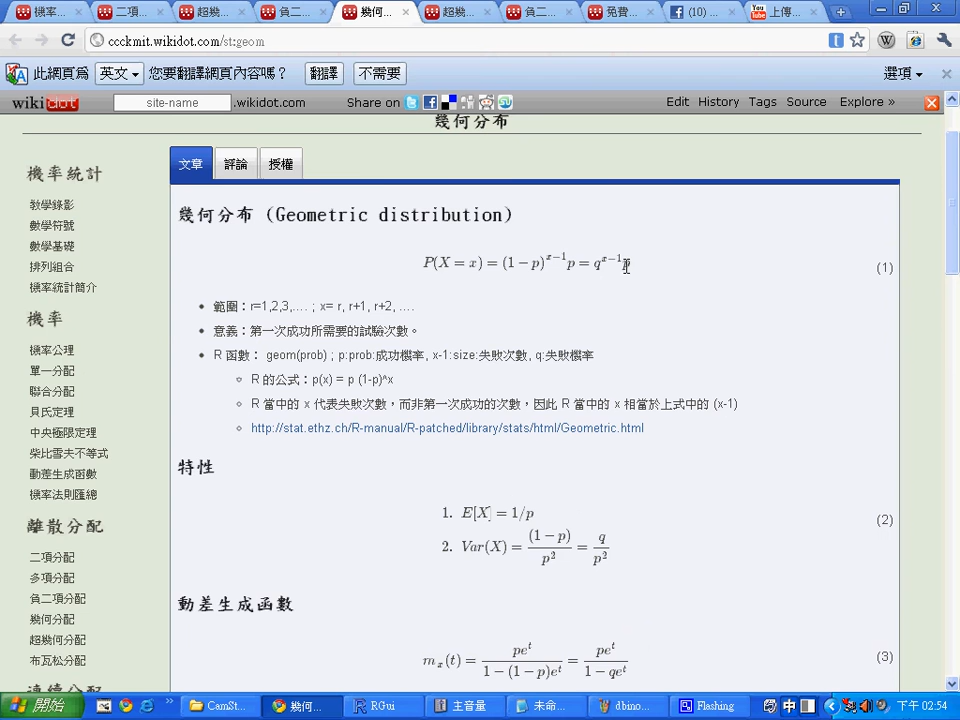 機率...
二項...
超幾...
負二...
幾何...
超幾...
負二...
免費...
(10) ...
上傳...
ccckmit.wikidot.com/st:geom
此網頁為 英文 您要翻譯網頁內容嗎？ 翻譯 不需要 選項
wikidot site-name .wikidot.com Share on Edit History Tags Source Explore »
幾何分布
機率統計
教學錄影
數學符號
數學基礎
排列組合
機率統計簡介
機率
機率公理
單一分配
聯合分配
貝氏定理
中央極限定理
柴比雪夫不等式
動差生成函數
機率法則匯總
離散分配
二項分配
多項分配
負二項分配
幾何分配
超幾何分配
布瓦松分配
連續分配
文章 評論 授權
幾何分布 (Geometric distribution)
P(X = x) = (1 − p)^{x−1}p = q^{x−1}p (1)
• 範圍：r=1,2,3,.... ; x= r, r+1, r+2, ....
• 意義：第一次成功所需要的試驗次數。
• R 函數： geom(prob) ; p:prob:成功機率, x-1:size:失敗次數, q:失敗機率
R 的公式：p(x) = p (1-p)^x
R 當中的 x 代表失敗次數，而非第一次成功的次數，因此 R 當中的 x 相當於上式中的 (x-1)
http://stat.ethz.ch/R-manual/R-patched/library/stats/html/Geometric.html
特性
1. E[X] = 1/p (2)
2. Var(X) = (1 − p)/p² = q/p²
動差生成函數
m_x(t) = pe^t/(1 − (1 − p)e^t) = pe^t/(1 − qe^t) (3)
開始 CamSt... 幾何... RGui 主音量 未命... dbino... Flashing 中 下午 02:54